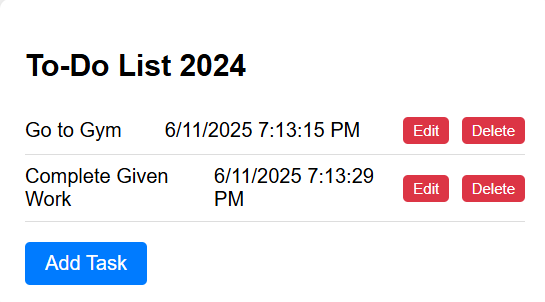 To-Do List 2024
Go to Gym 6/11/2025 7:13:15 PM Edit Delete
Complete Given Work 6/11/2025 7:13:29 PM Edit Delete
Add Task